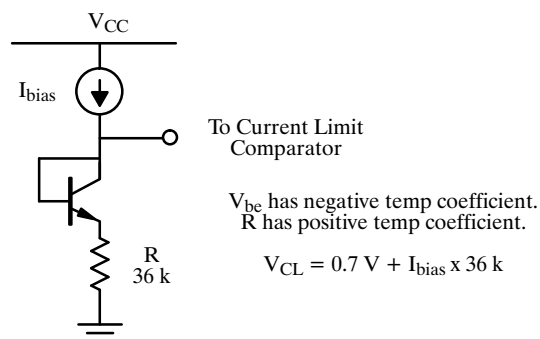 VCC
Ibias
To Current Limit
Comparator
Vbe has negative temp coefficient.
R has positive temp coefficient.
R
36 k
VCL = 0.7 V + Ibias x 36 k